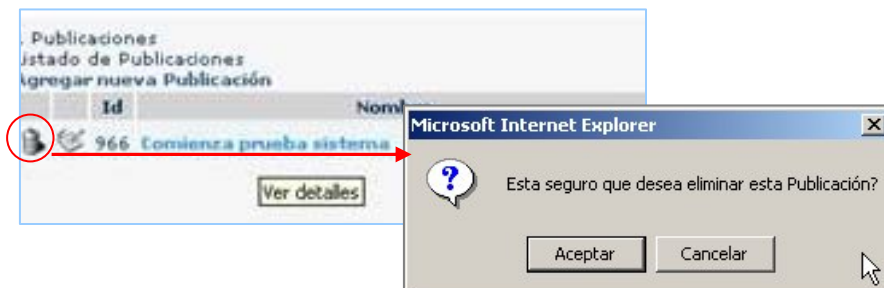 . Publicaciones
istado de Publicaciones
Agregar nueva Publicación
Id
966 Comienza prueba sistema
Ver detalles
Microsoft Internet Explorer
Esta seguro que desea eliminar esta Publicación?
Aceptar Cancelar